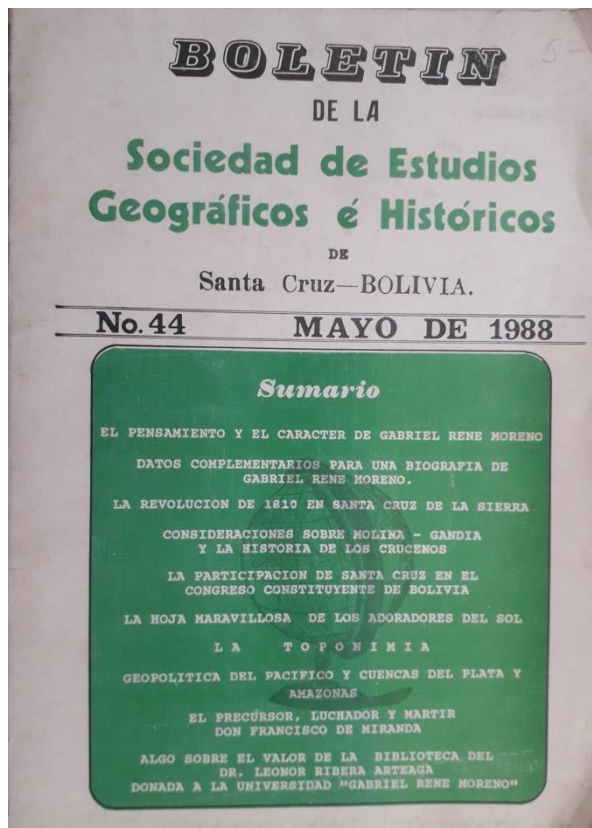 BOLETIN
DE LA
Sociedad de Estudios
Geográficos é Históricos
DE
Santa Cruz—BOLIVIA.
No. 44 MAYO DE 1988
Sumario
EL PENSAMIENTO Y EL CARACTER DE GABRIEL RENE MORENO
DATOS COMPLEMENTARIOS PARA UNA BIOGRAFIA DE
GABRIEL RENE MORENO.
LA REVOLUCION DE 1810 EN SANTA CRUZ DE LA SIERRA
CONSIDERACIONES SOBRE MOLINA - GANDIA
Y LA HISTORIA DE LOS CRUCENOS
LA PARTICIPACION DE SANTA CRUZ EN EL
CONGRESO CONSTITUYENTE DE BOLIVIA
LA HOJA MARAVILLOSA DE LOS ADORADORES DEL SOL
LA TOPONIMIA
GEOPOLITICA DEL PACIFICO Y CUENCAS DEL PLATA Y
AMAZONAS
EL PRECURSOR, LUCHADOR Y MARTIR
DON FRANCISCO DE MIRANDA
ALGO SOBRE EL VALOR DE LA BIBLIOTECA DEL
DR. LEONOR RIBERA ARTEAGA
DONADA A LA UNIVERSIDAD "GABRIEL RENE MORENO"